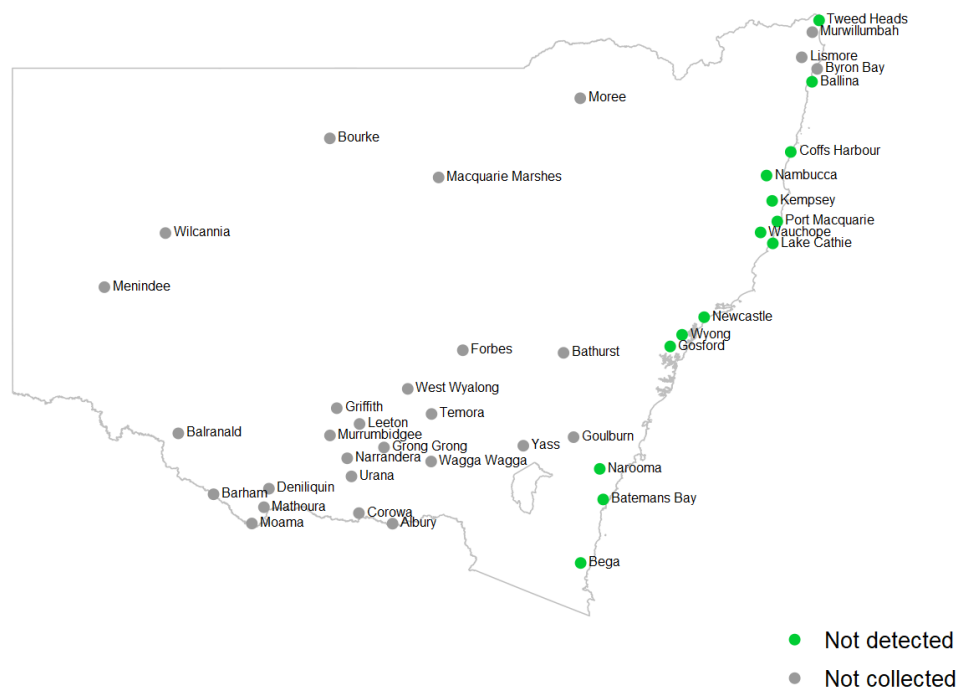 Tweed Heads
Murwillumbah
Lismore
Byron Bay
Ballina
Moree
Bourke
Coffs Harbour
Macquarie Marshes
Nambucca
Kempsey
Port Macquarie
Wilcannia
Wauchope
Lake Cathie
Menindee
Newcastle
Wyong
Gosford
Forbes
Bathurst
West Wyalong
Griffith
Temora
Leeton
Balranald
Murrumbidgee
Goulburn
Grong Grong
Yass
Narrandera
Wagga Wagga
Narooma
Urana
Deniliquin
Barham
Batemans Bay
Mathoura
Corowa
Moama
Albury
Bega
Not detected
Not collected